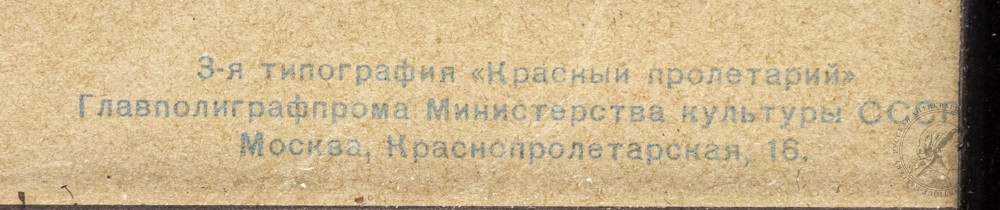 3-я типография «Красный пролетарий»
Главполиграфпрома Министерства культуры СССР
Москва, Краснопролетарская, 16.